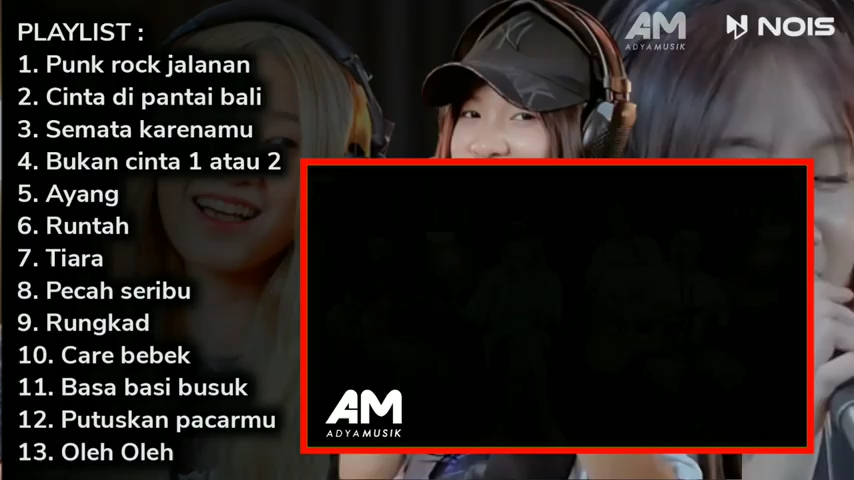 PLAYLIST :
1. Punk rock jalanan
2. Cinta di pantai bali
3. Semata karenamu
4. Bukan cinta 1 atau 2
5. Ayang
6. Runtah
7. Tiara
8. Pecah seribu
9. Rungkad
10. Care bebek
11. Basa basi busuk
12. Putuskan pacarmu
13. Oleh Oleh
AM
ADYAMUSIK
NOIS
AM
ADYAMUSIK